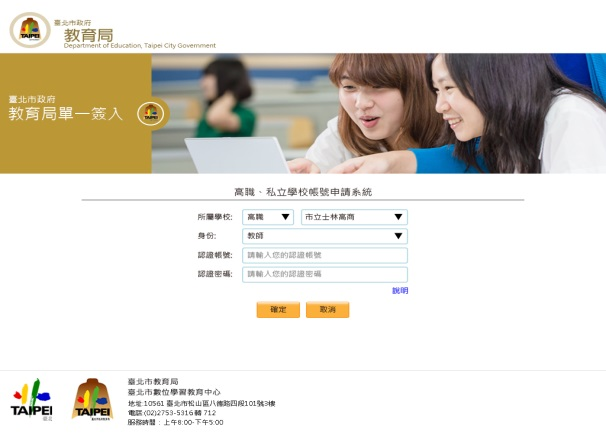 臺北市政府
教育局
Department of Education, Taipei City Government
臺北市政府
教育局單一簽入
TAIPEI
高職、私立學校帳號申請系統
所屬學校: 高職 ▼ 市立士林高商 ▼
身份: 教師 ▼
認證帳號: 請輸入您的認證帳號
認證密碼: 請輸入您的認證密碼
說明
確定 取消
TAIPEI
臺北
TAIPEI
臺北市教育局
臺北市數位學習教育中心
地址:10561 臺北市松山區八德路四段101號3樓
電話:(02)2753-5316 轉 712
服務時間：上午8:00-下午5:00